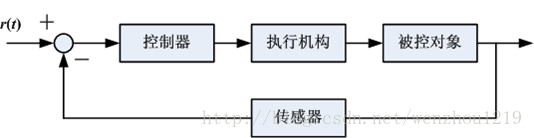 r(t)
+
−
控制器
执行机构
被控对象
传感器
http://blog.csdn.net/wenzhou1219